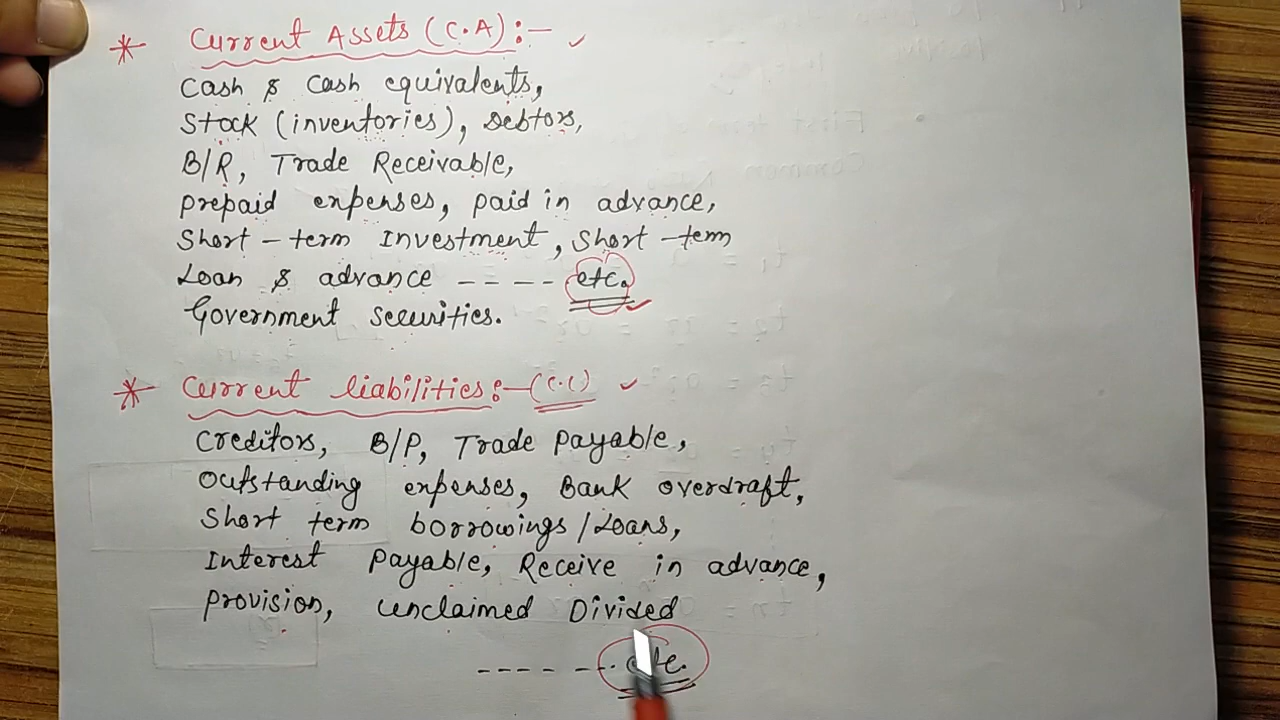 * Current Assets (C.A):- ✓
Cash & Cash equivalents,
Stock (inventories), Debtors,
B/R, Trade Receivable,
prepaid expenses, paid in advance,
Short-term Investment, Short-term
Loan & advance ---- etc.
Government Securities.
* Current liabilities:-(C.L) ✓
Creditors, B/P, Trade Payable,
Outstanding expenses, Bank overdraft,
Short term borrowings/Loans,
Interest Payable, Receive in advance,
Provision, unclaimed Divided
------. etc.